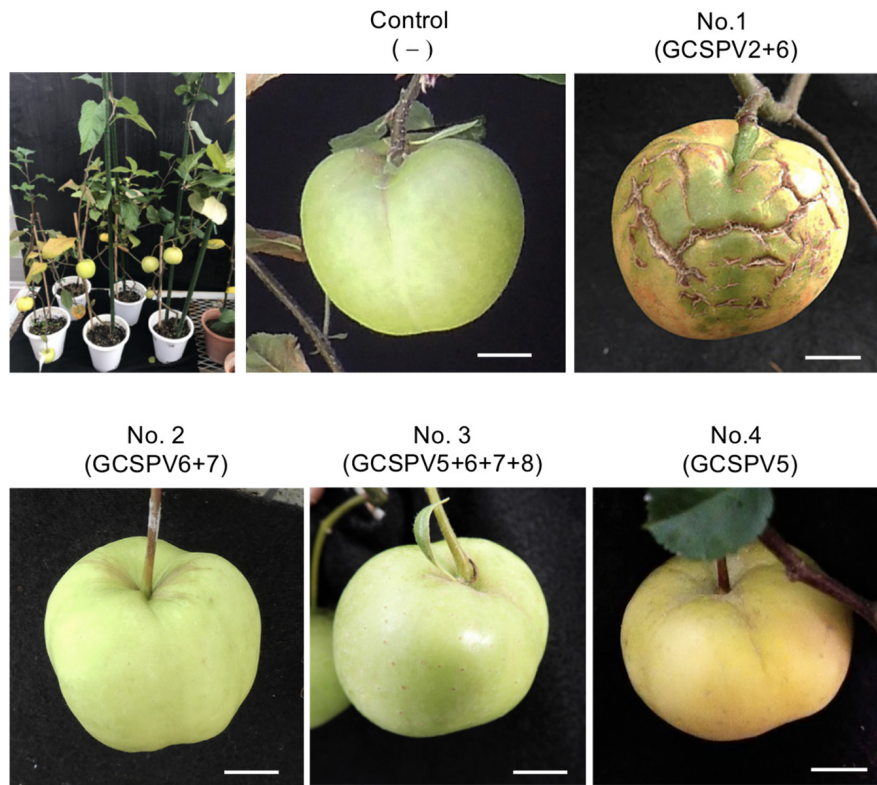 Control
( − )
No.1
(GCSPV2+6)
No. 2
(GCSPV6+7)
No. 3
(GCSPV5+6+7+8)
No.4
(GCSPV5)